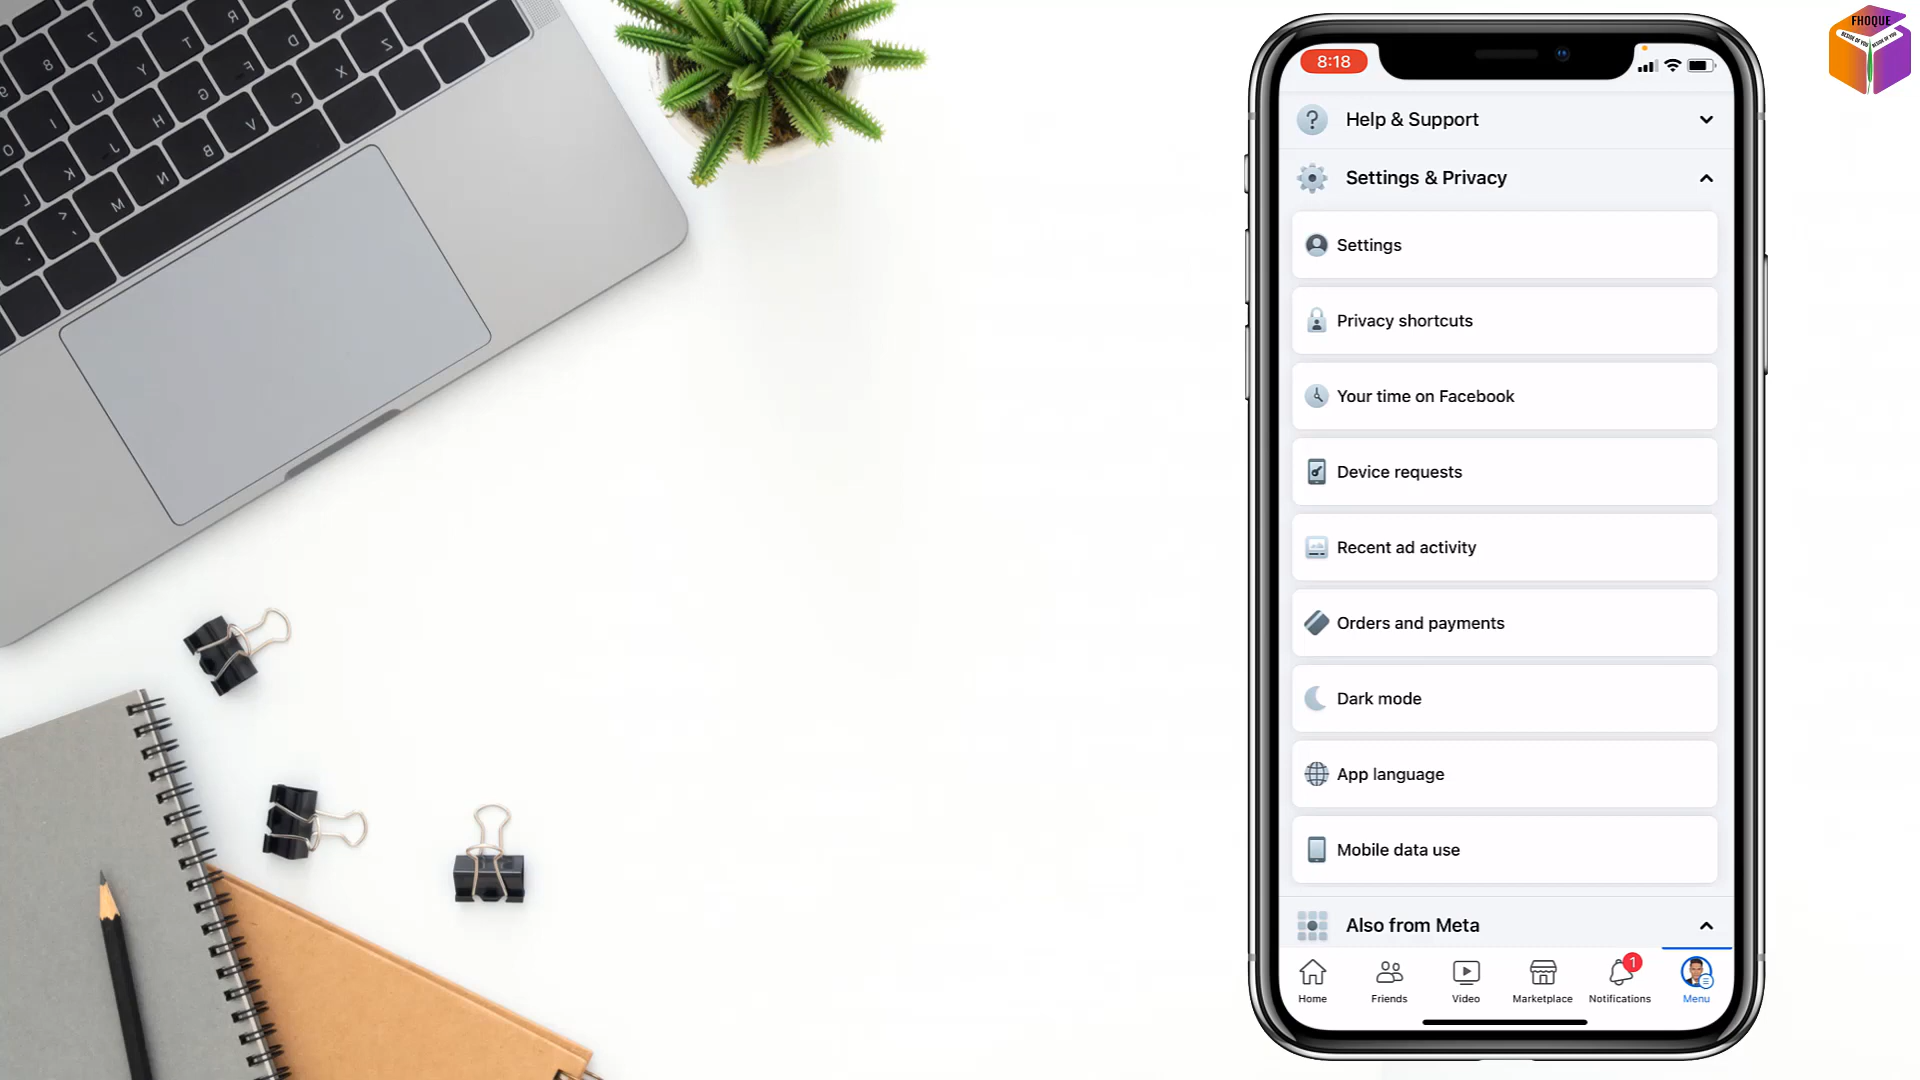 FHOQUE
8:18
Help & Support
Settings & Privacy
Settings
Privacy shortcuts
Your time on Facebook
Device requests
Recent ad activity
Orders and payments
Dark mode
App language
Mobile data use
Also from Meta
1
Home
Friends
Video
Marketplace
Notifications
Menu